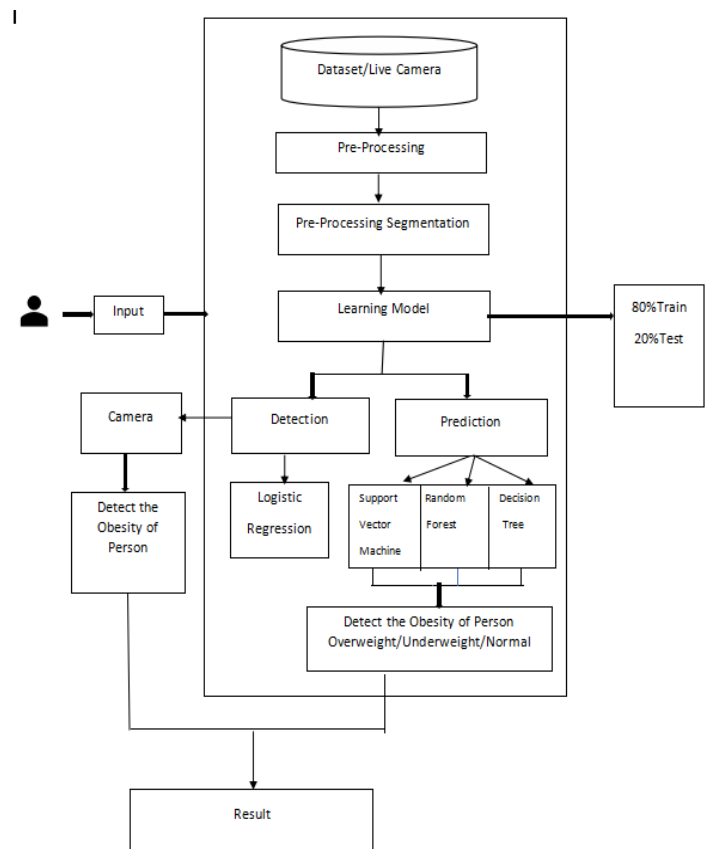 I
Dataset/Live Camera
Pre-Processing
Pre-Processing Segmentation
Input
Learning Model
80%Train
20%Test
Camera
Detection
Prediction
Detect the
Obesity of
Person
Logistic
Regression
Support
Vector
Machine
Random
Forest
Decision
Tree
Detect the Obesity of Person
Overweight/Underweight/Normal
Result